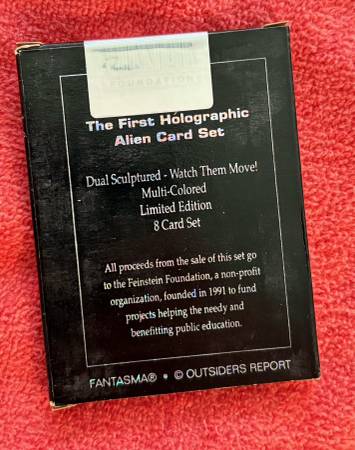 FOUNDATION
The First Holographic
Alien Card Set
Dual Sculptured - Watch Them Move!
Multi-Colored
Limited Edition
8 Card Set
All proceeds from the sale of this set go
to the Feinstein Foundation, a non-profit
organization, founded in 1991 to fund
projects helping the needy and
benefitting public education.
FANTASMA® • © OUTSIDERS REPORT